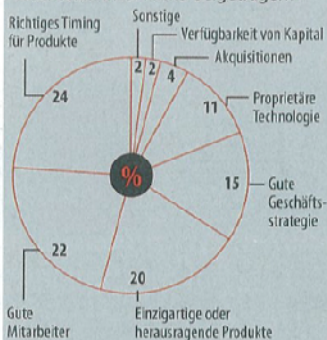 Sonstige
Richtiges Timing
für Produkte
Verfügbarkeit von Kapital
Akquisitionen
2
2
4
24
11
Proprietäre
Technologie
%
15
Gute
Geschäfts-
strategie
22
20
Gute
Mitarbeiter
Einzigartige oder
herausragende Produkte